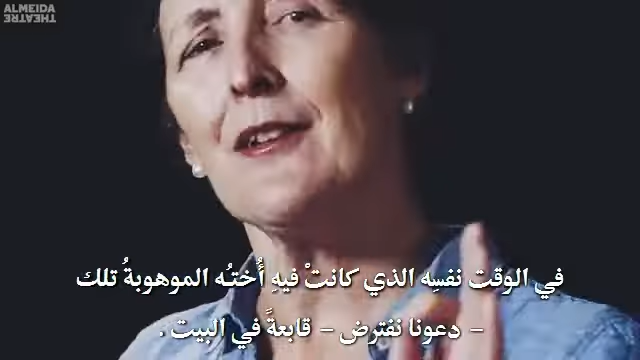 ALMEIDA
THEATRE
في الوقت نفسِه الذي كانتْ فيهِ أُختُه الموهوبةُ تلك
– دعونا نفترض – قابعةً في البيت .